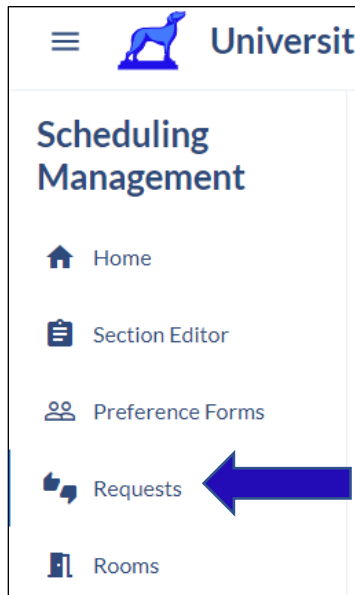 Universit
Scheduling
Management
Home
Section Editor
Preference Forms
Requests
Rooms